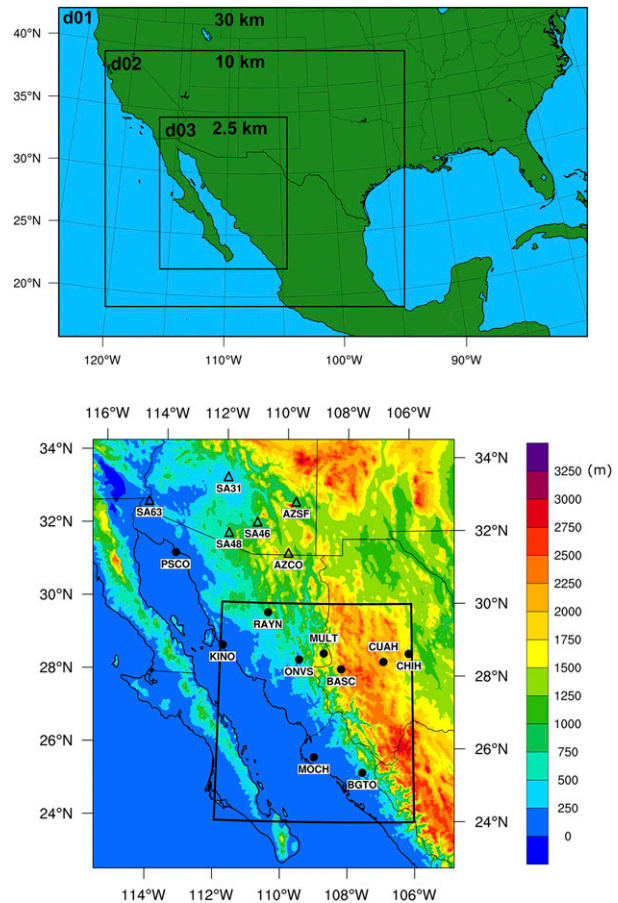 d01
30 km
40°N
d02
10 km
35°N
d03
2.5 km
30°N
25°N
20°N
120°W
110°W
100°W
90°W
116°W
114°W
112°W
110°W
108°W
106°W
34°N
34°N
3250
(m)
SA31
SA63
AZSF
3000
32°N
SA46
32°N
2750
SA48
2500
PSCO
AZCO
2250
30°N
30°N
2000
RAYN
1750
KINO
MULT
CUAH
1500
28°N
ONVS
BASC
CHIH
28°N
1250
1000
26°N
26°N
750
MOCH
BGTO
500
24°N
24°N
250
0
114°W
112°W
110°W
108°W
106°W